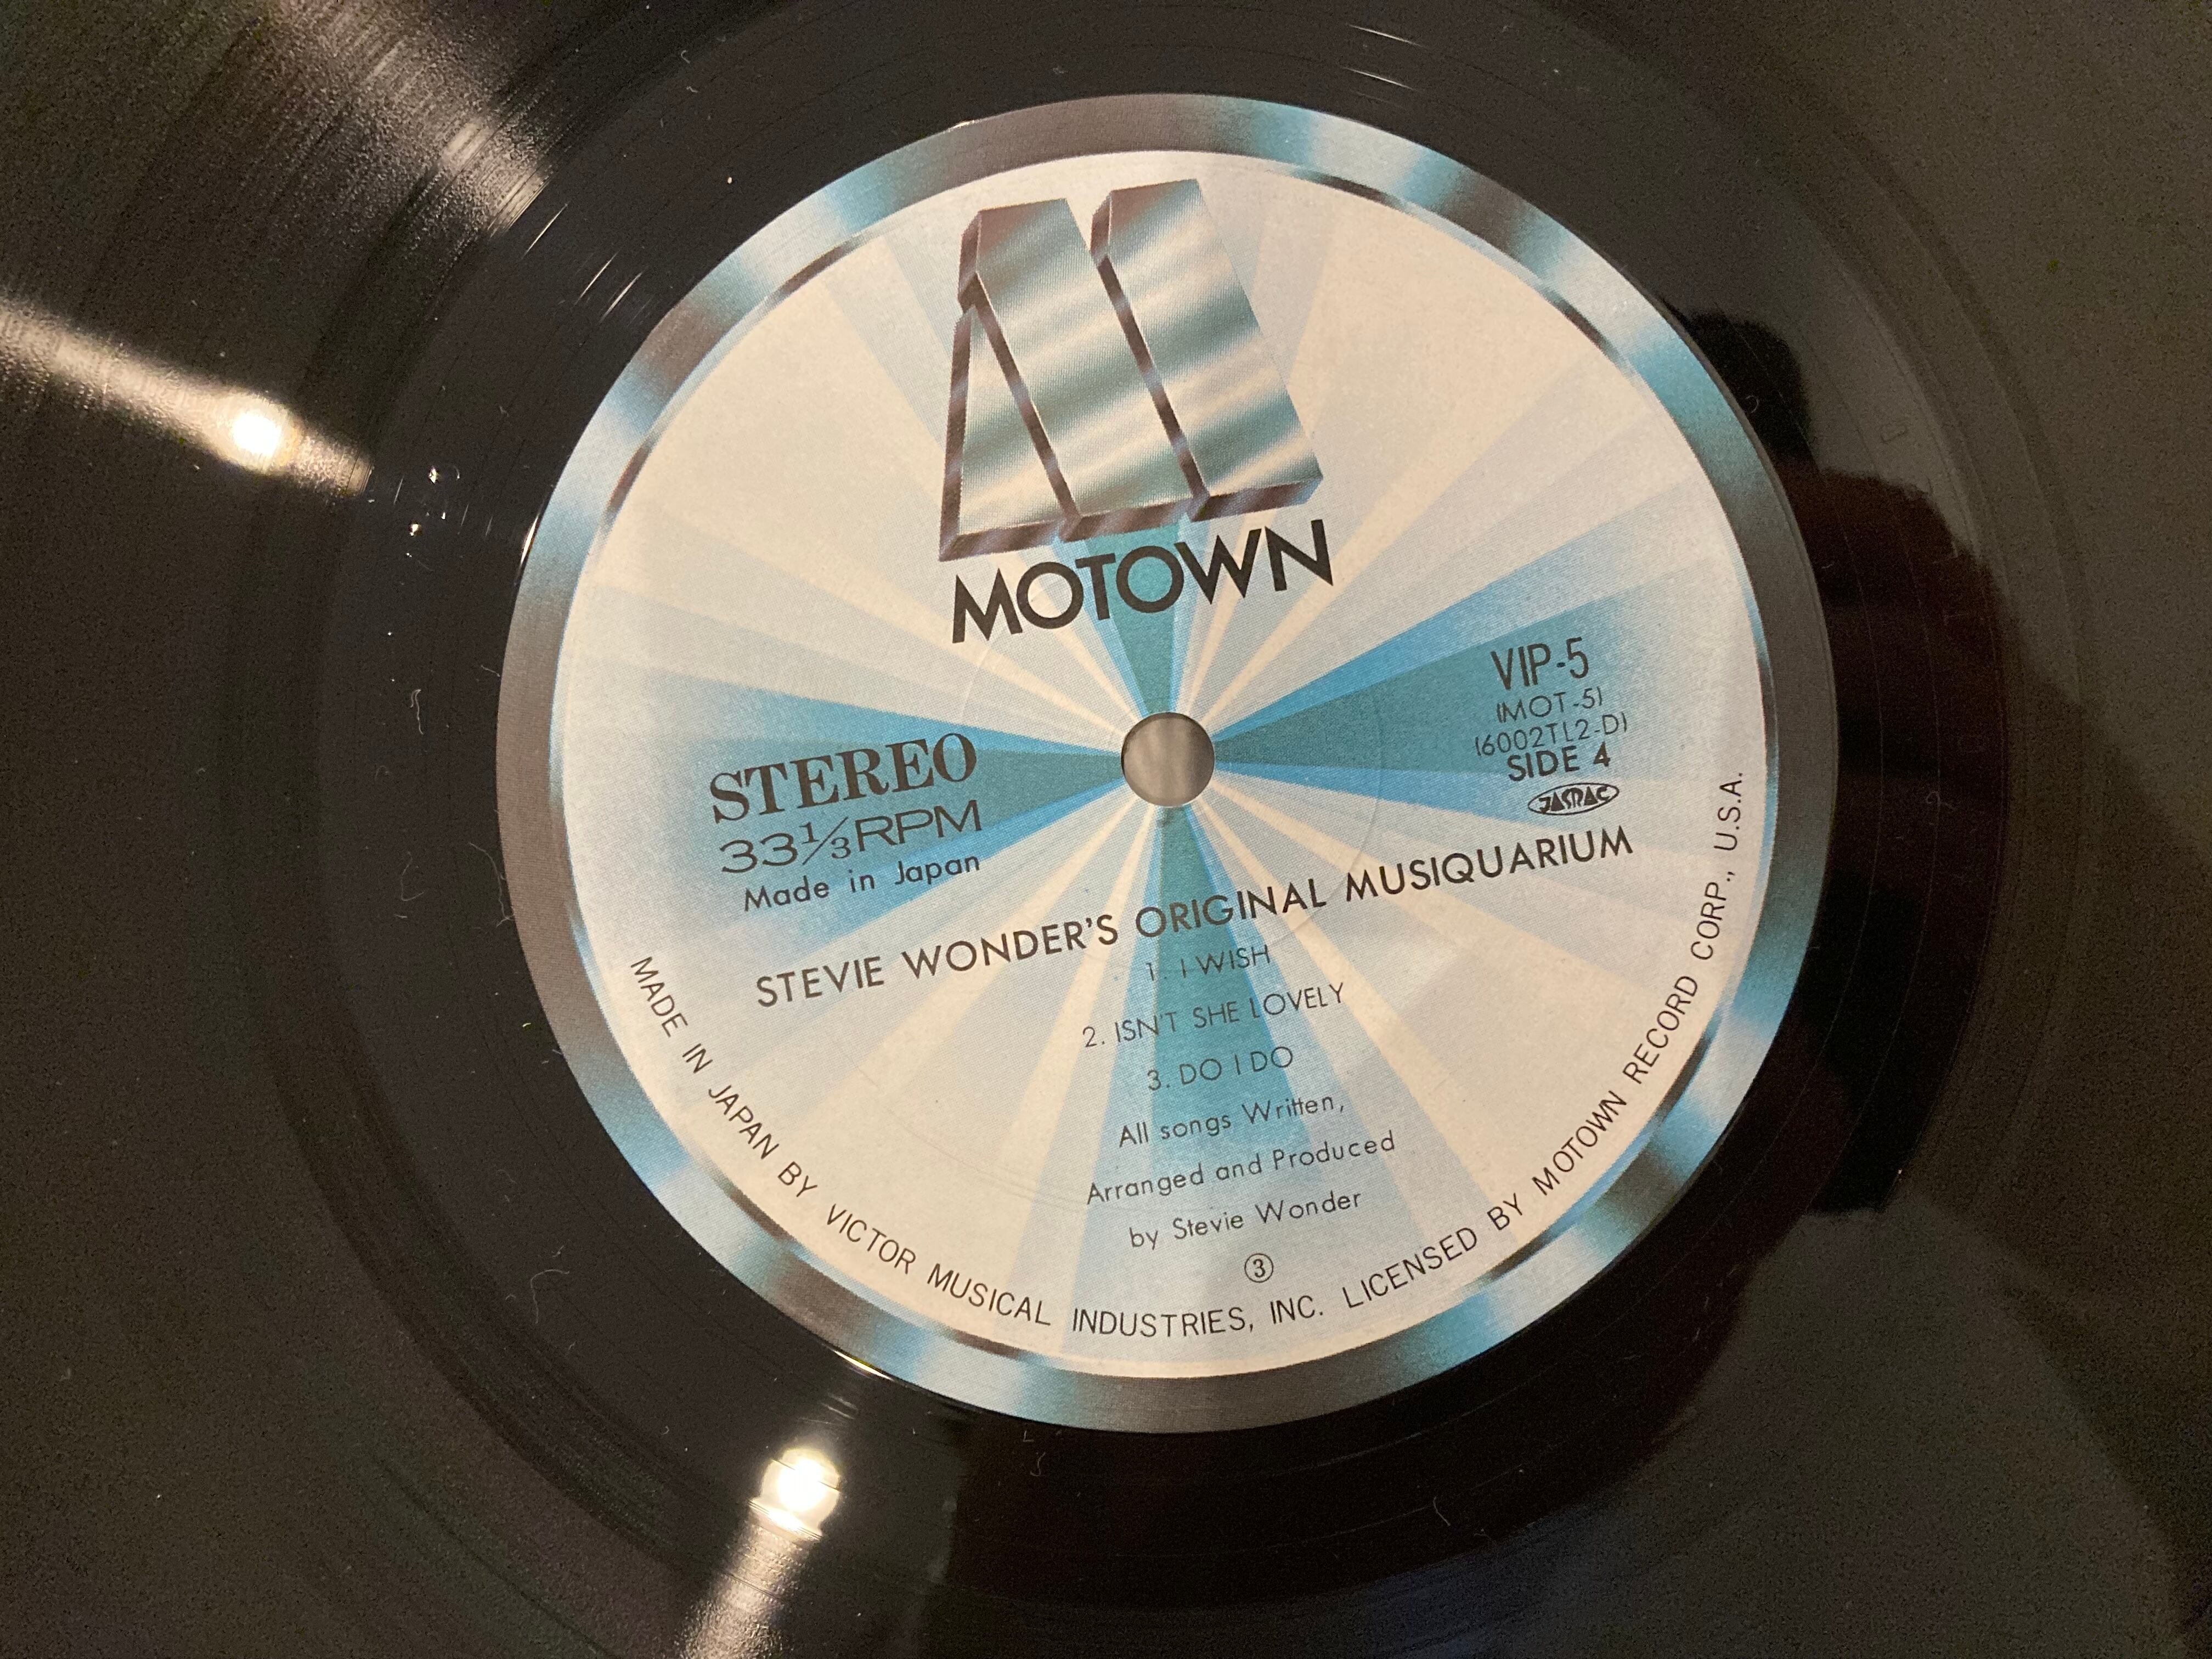 MOTOWN
VIP-5
(MOT-5)
(6002TL2-D)
SIDE 4
JASRAC
STEREO
33⅓RPM
Made in Japan
STEVIE WONDER'S ORIGINAL MUSIQUARIUM
1. I WISH
2. ISN'T SHE LOVELY
3. DO I DO
All songs Written,
Arranged and Produced
by Stevie Wonder
③
MADE IN JAPAN BY VICTOR MUSICAL INDUSTRIES, INC. LICENSED BY MOTOWN RECORD CORP., U.S.A.